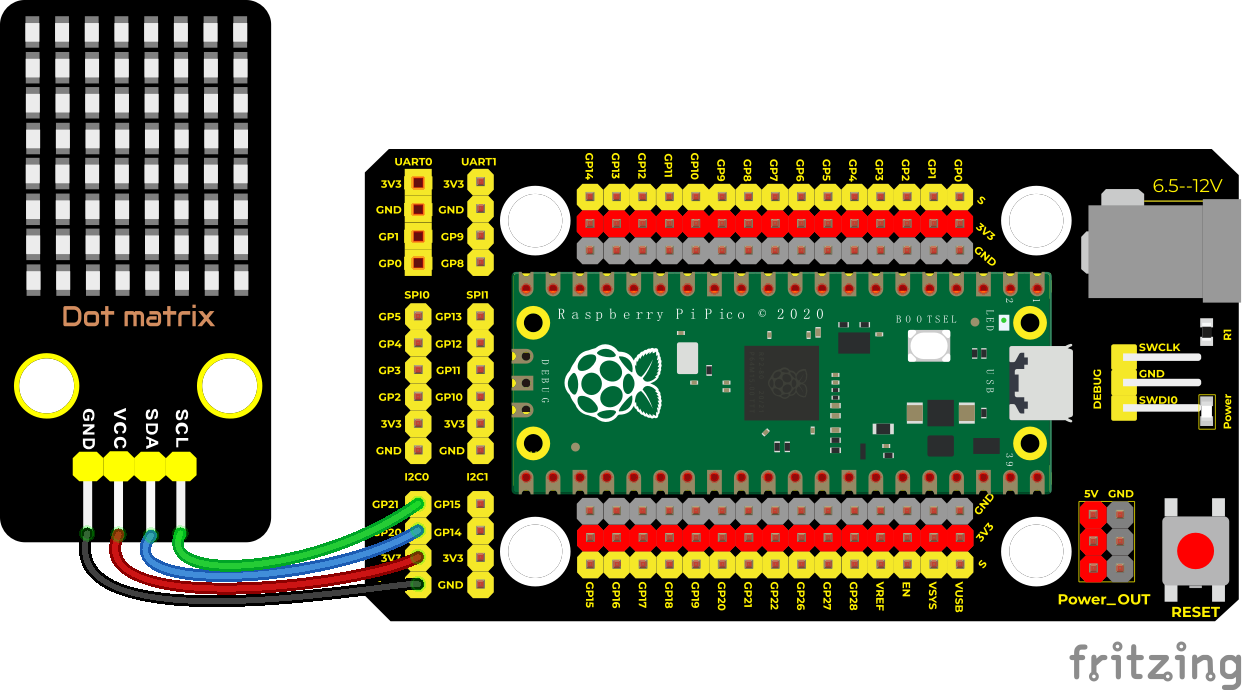 Dot matrix
GND
VCC
SDA
SCL
UART0
3V3
GND
GP1
GP0
UART1
3V3
GND
GP9
GP8
SPI0
GP5
GP4
GP3
GP2
3V3
GND
SPI1
GP13
GP12
GP11
GP10
3V3
GND
I2C0
GP21
GP20
3V3
I2C1
GP15
GP14
3V3
GND
GP14
GP13
GP12
GP11
GP10
GP9
GP8
GP7
GP6
GP5
GP4
GP3
GP2
GP1
GP0
S
3V3
GND
Raspberry Pi Pico © 2020
BOOTSEL
LED
2
1
DEBUG
USB
39
GND
3V3
S
GP15
GP16
GP17
GP18
GP19
GP20
GP21
GP22
GP26
GP27
GP28
VREF
EN
VSYS
VUSB
6.5--12V
R1
DEBUG
SWCLK
GND
SWDI0
Power
5V GND
Power_OUT
RESET
fritzing